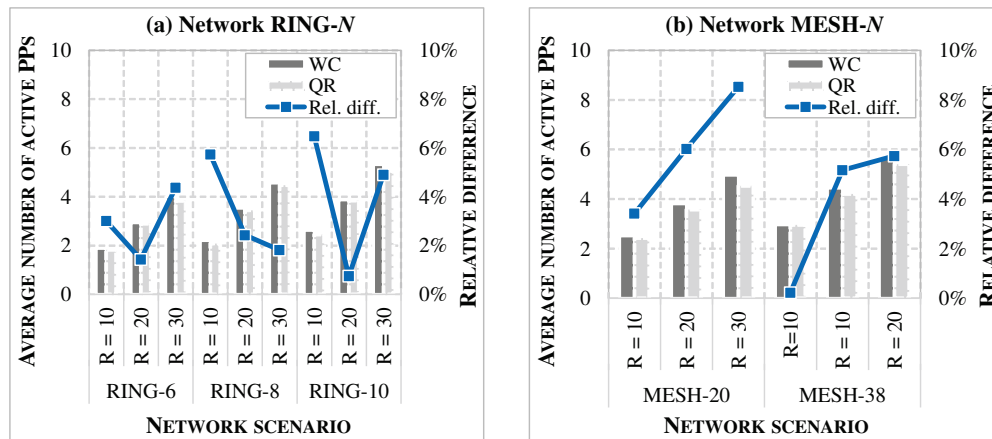 (a) Network RING-N
AVERAGE NUMBER OF ACTIVE PPS
10
8
6
4
2
0
WC
QR
Rel. diff.
10%
8%
6%
4%
2%
0%
RELATIVE DIFFERENCE
R = 10
R = 20
R = 30
R = 10
R = 20
R = 30
R = 10
R = 20
R = 30
RING-6
RING-8
RING-10
NETWORK SCENARIO
(b) Network MESH-N
AVERAGE NUMBER OF ACTIVE PPS
10
8
6
4
2
0
WC
QR
Rel. diff.
10%
8%
6%
4%
2%
0%
RELATIVE DIFFERENCE
R = 10
R = 20
R = 30
R=10
R = 10
R = 20
MESH-20
MESH-38
NETWORK SCENARIO